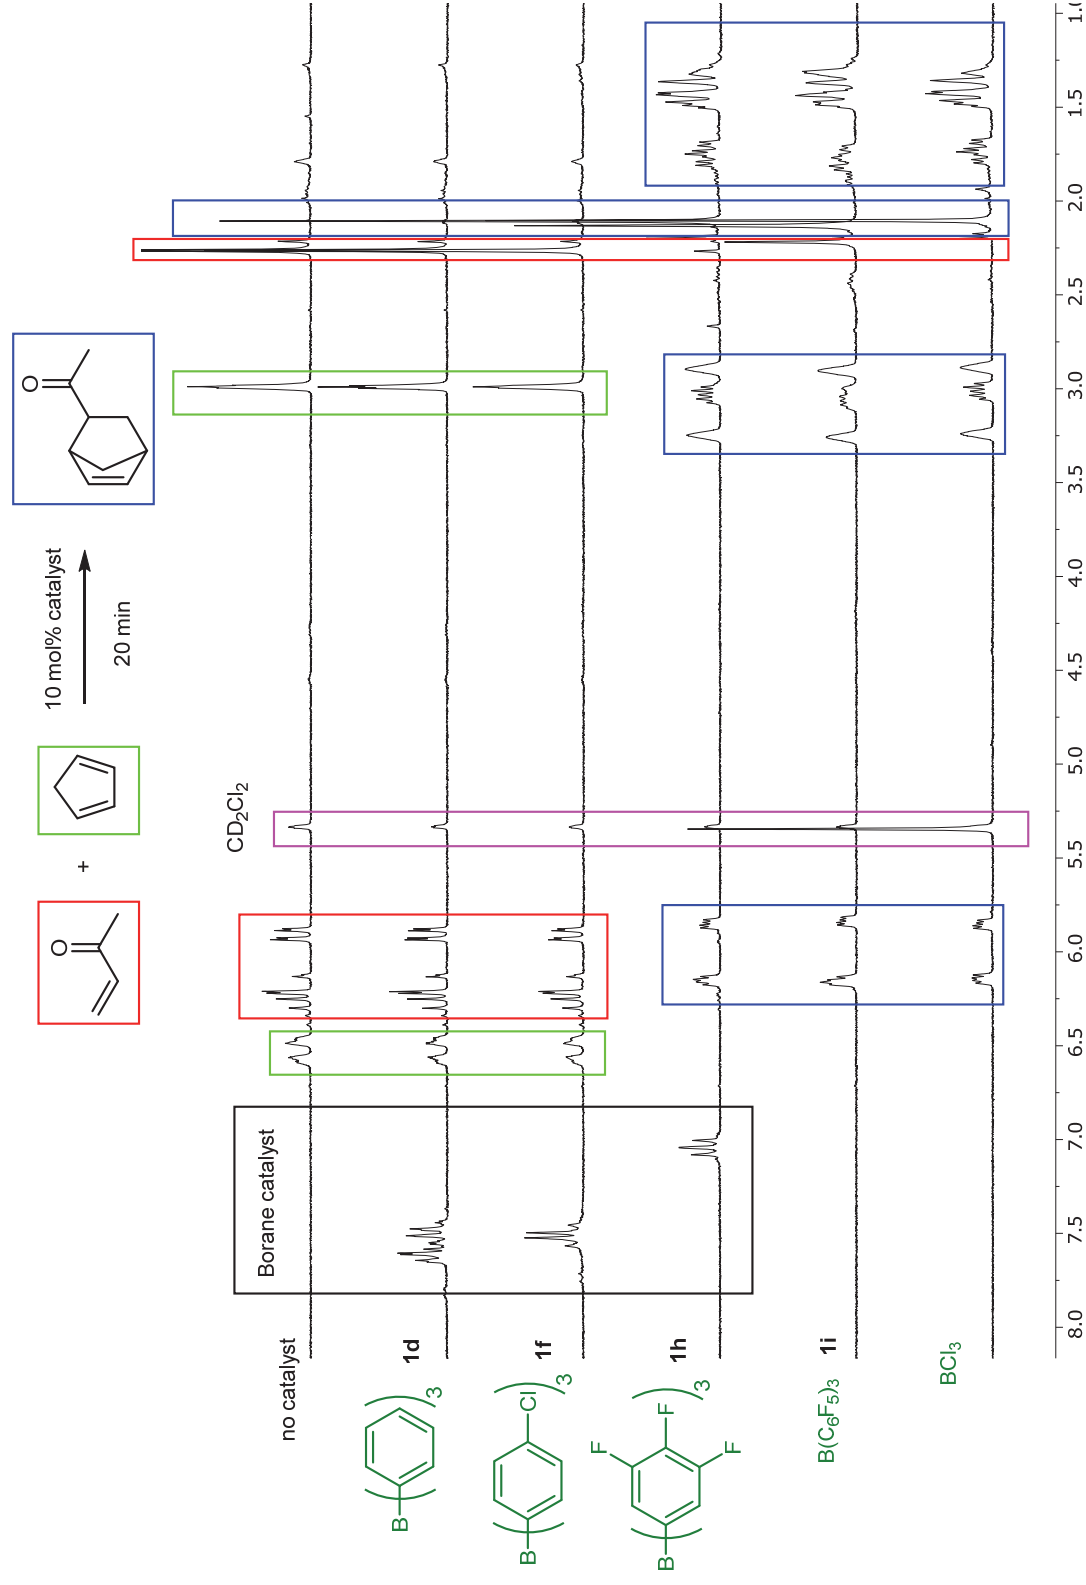 O
+
10 mol% catalyst
20 min
O
CD2Cl2
Borane catalyst
no catalyst
B
3
1d
B
Cl
3
1f
B
F
F
F
3
1h
B(C6F5)3
1i
BCl3
8.0 7.5 7.0 6.5 6.0 5.5 5.0 4.5 4.0 3.5 3.0 2.5 2.0 1.5